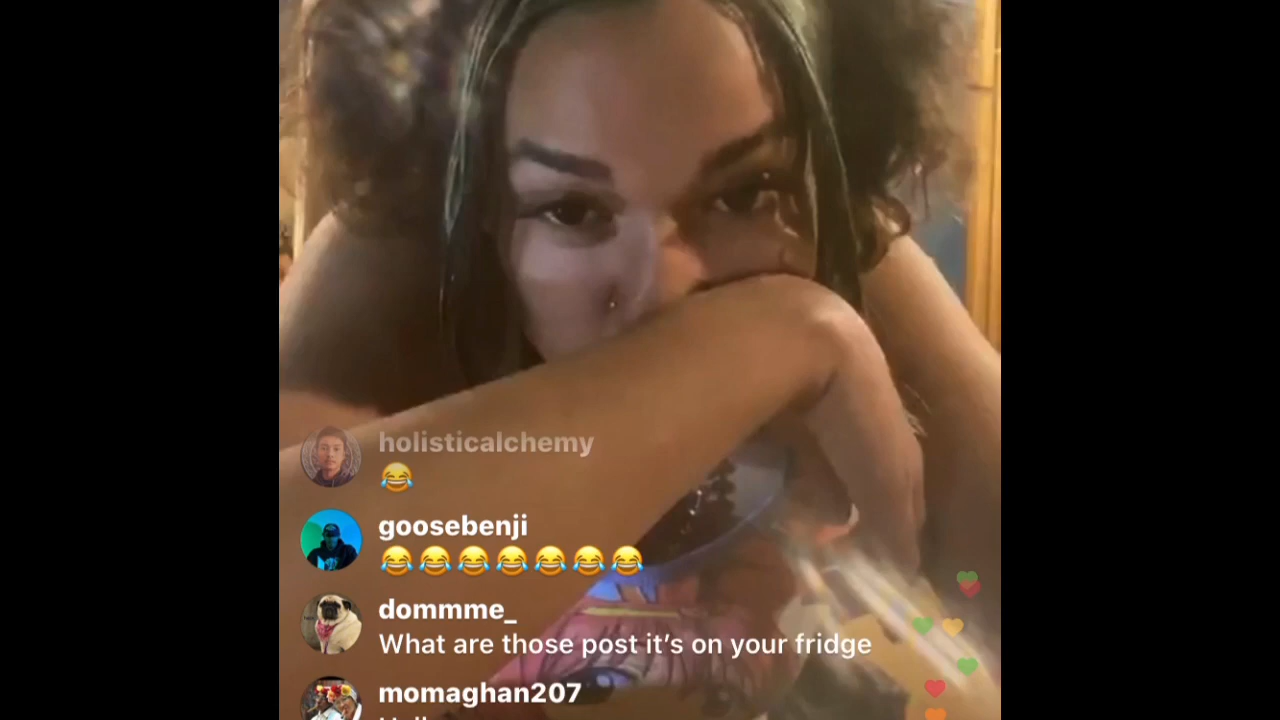 holisticalchemy
😂
goosebenji
😂😂😂😂😂😂😂
dommme_
What are those post it’s on your fridge
momaghan207